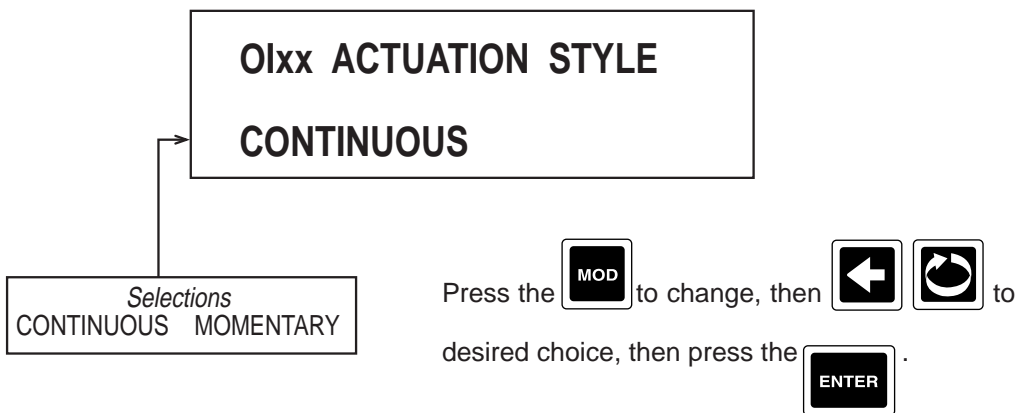 OIxx ACTUATION STYLE
CONTINUOUS
Selections
CONTINUOUS MOMENTARY
Press the MOD to change, then to
desired choice, then press the ENTER .